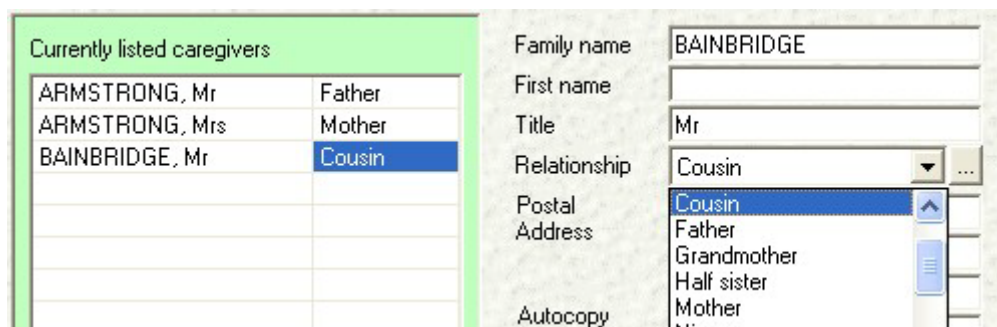 Currently listed caregivers
ARMSTRONG, Mr Father
ARMSTRONG, Mrs Mother
BAINBRIDGE, Mr Cousin
Family name BAINBRIDGE
First name
Title Mr
Relationship Cousin ...
Postal
Address
Cousin
Father
Grandmother
Half sister
Mother
Autocopy